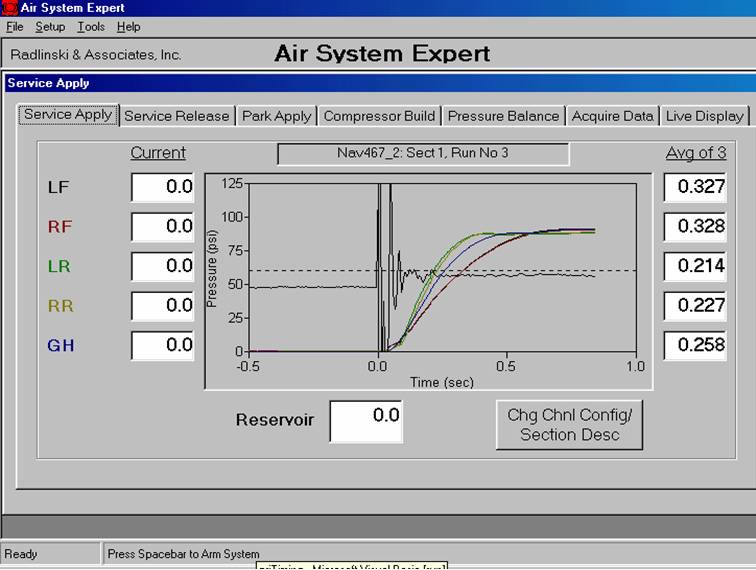 Air System Expert
File Setup Tools Help
Radlinski & Associates, Inc. Air System Expert
Service Apply
Service Apply Service Release Park Apply Compressor Build Pressure Balance Acquire Data Live Display
Current Nav467_2: Sect 1, Run No 3 Avg of 3
LF 0.0 0.327
RF 0.0 0.328
LR 0.0 0.214
RR 0.0 0.227
GH 0.0 0.258
Pressure (psi)
125
100
75
50
25
0
-0.5 0.0 0.5 1.0
Time (sec)
Reservoir 0.0
Chg Chnl Config/
Section Desc
Ready Press Spacebar to Arm System
Microsoft Visual Basic [run]